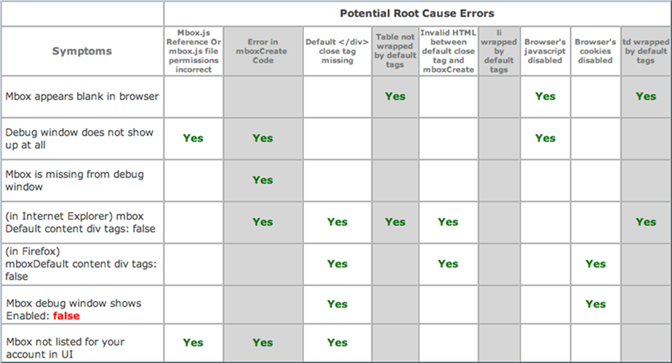 Potential Root Cause Errors
Symptoms
Mbox.js
Reference Or
mbox.js file
permissions
incorrect
Error in
mboxCreate
Code
Default </div>
close tag
missing
Table not
wrapped
by default
tags
Invalid HTML
between
default close
tag and
mboxCreate
li
wrapped
by
default
tags
Browser's
javascript
disabled
Browser's
cookies
disabled
td wrapped
by default
tags
Mbox appears blank in browser
Yes
Yes
Yes
Debug window does not show
up at all
Yes
Yes
Yes
Mbox is missing from debug
window
Yes
(in Internet Explorer) mbox
Default content div tags: false
Yes
Yes
Yes
Yes
Yes
(in Firefox)
mboxDefault content div tags:
false
Yes
Yes
Yes
Mbox debug window shows
Enabled: false
Yes
Yes
Mbox not listed for your
account in UI
Yes
Yes
Yes